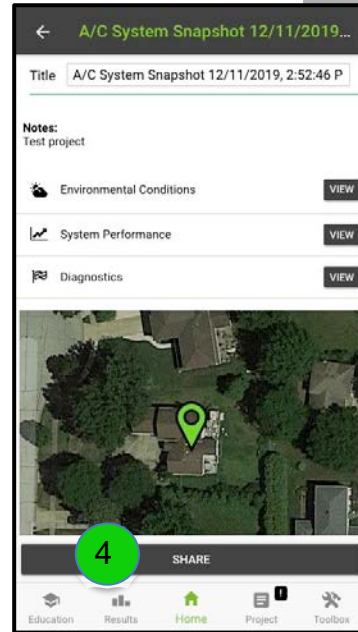 A/C System Snapshot 12/11/2019...
Title A/C System Snapshot 12/11/2019, 2:52:46 P
Notes:
Test project
Environmental Conditions VIEW
System Performance VIEW
Diagnostics VIEW
4 SHARE
Education Results Home Project ! Toolbox